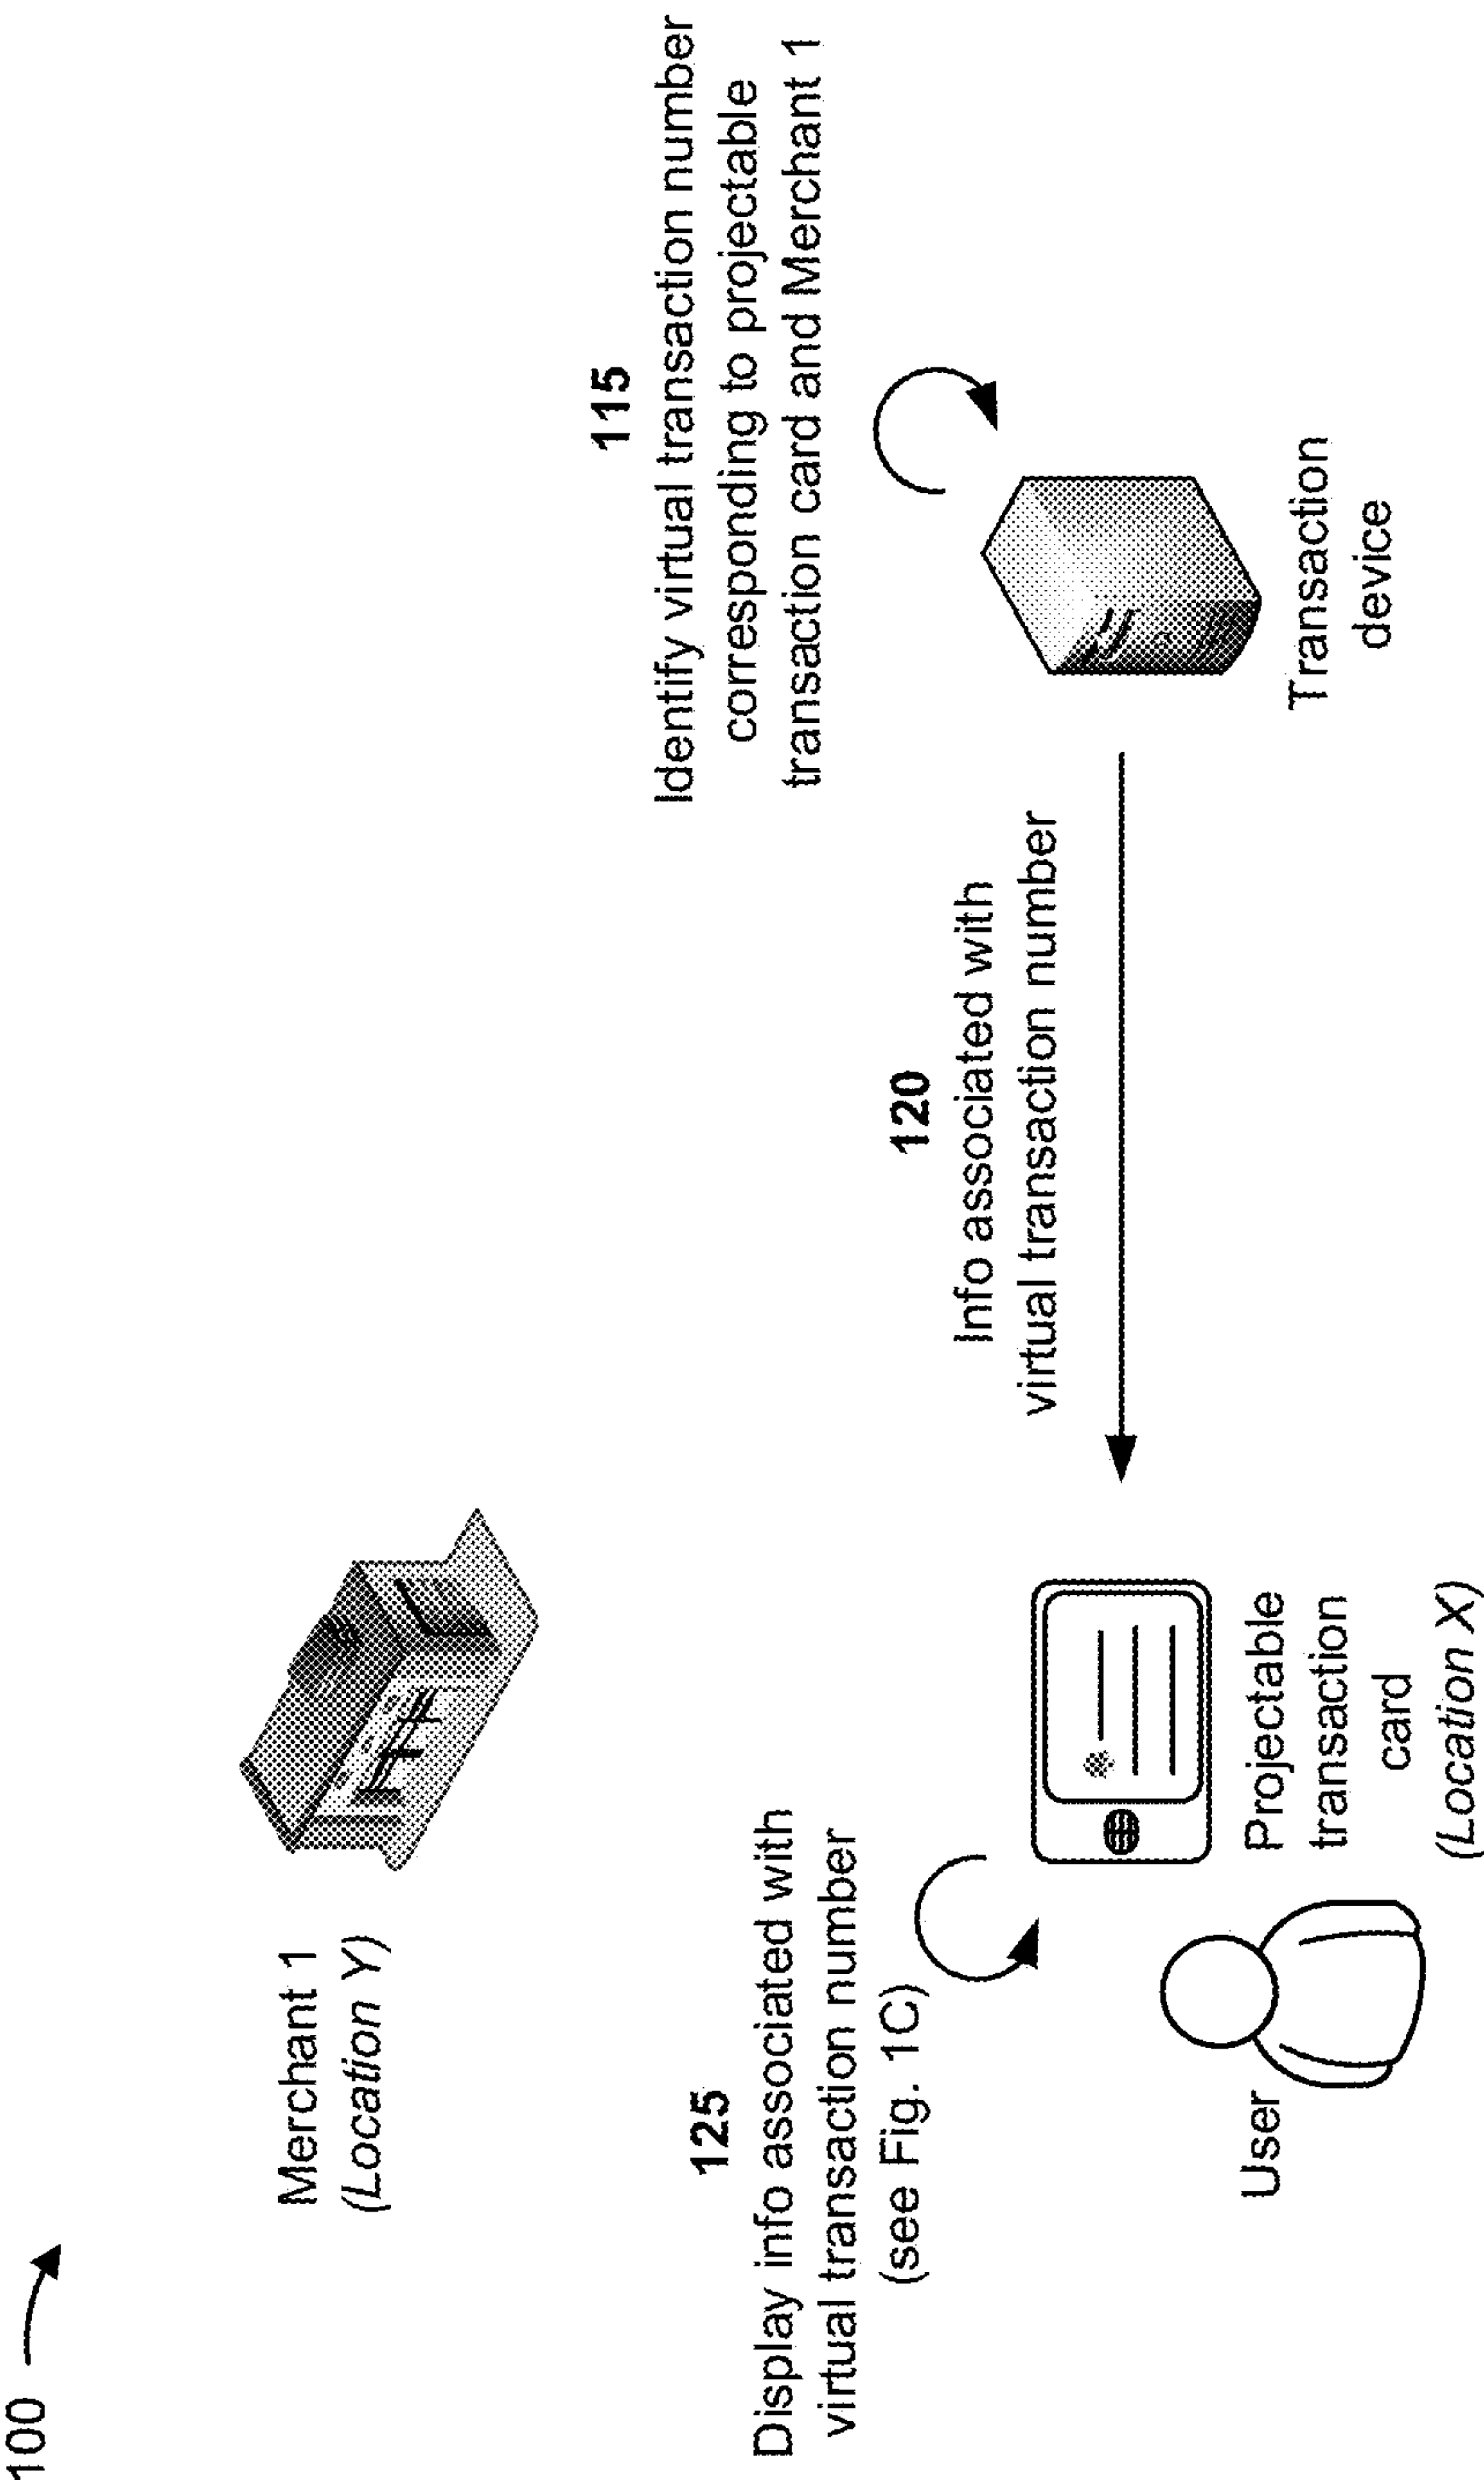 100
Merchant 1
(Location Y)
115
Identify virtual transaction number
corresponding to projectable
transaction card and Merchant 1
125
Display info associated with
virtual transaction number
(see Fig. 1C)
120
Info associated with
virtual transaction number
User
Projectable
transaction
card
(Location X)
Transaction
device